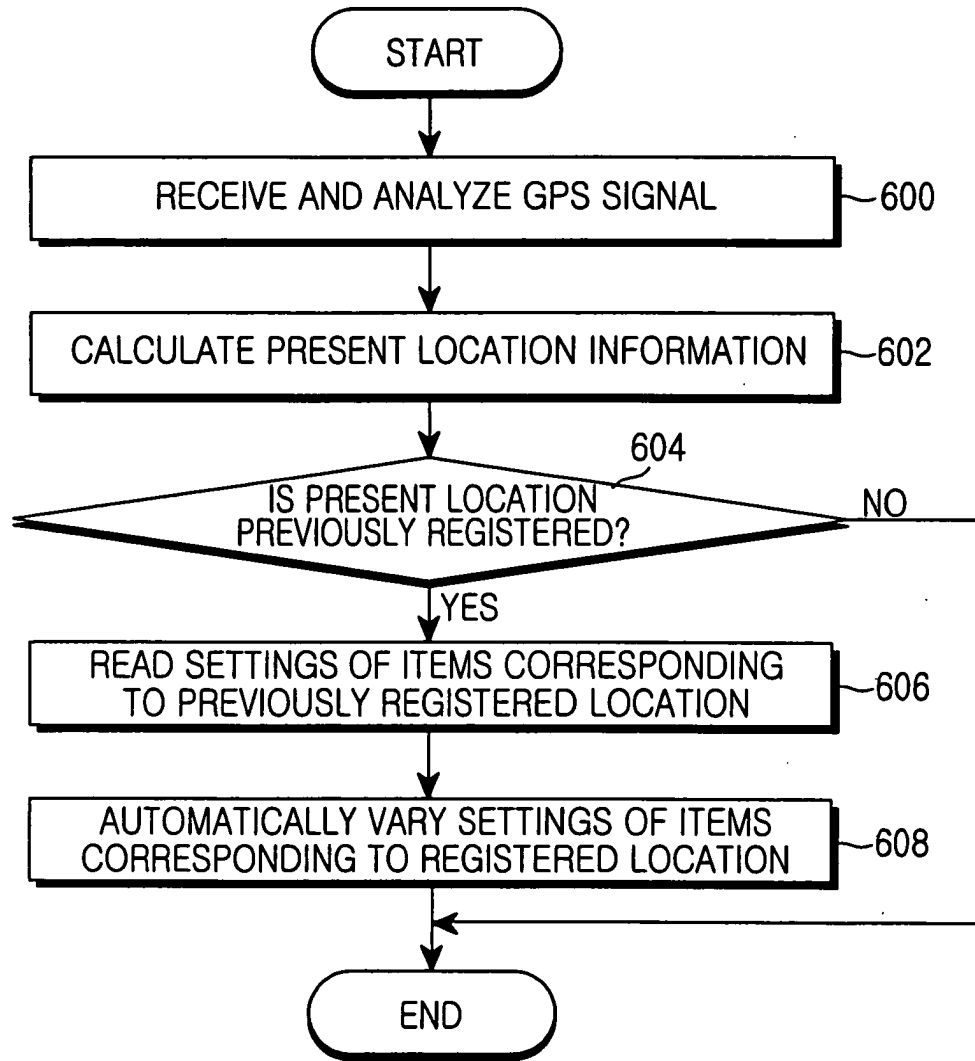 START
RECEIVE AND ANALYZE GPS SIGNAL
600
CALCULATE PRESENT LOCATION INFORMATION
602
604
IS PRESENT LOCATION
PREVIOUSLY REGISTERED?
NO
YES
READ SETTINGS OF ITEMS CORRESPONDING
TO PREVIOUSLY REGISTERED LOCATION
606
AUTOMATICALLY VARY SETTINGS OF ITEMS
CORRESPONDING TO REGISTERED LOCATION
608
END